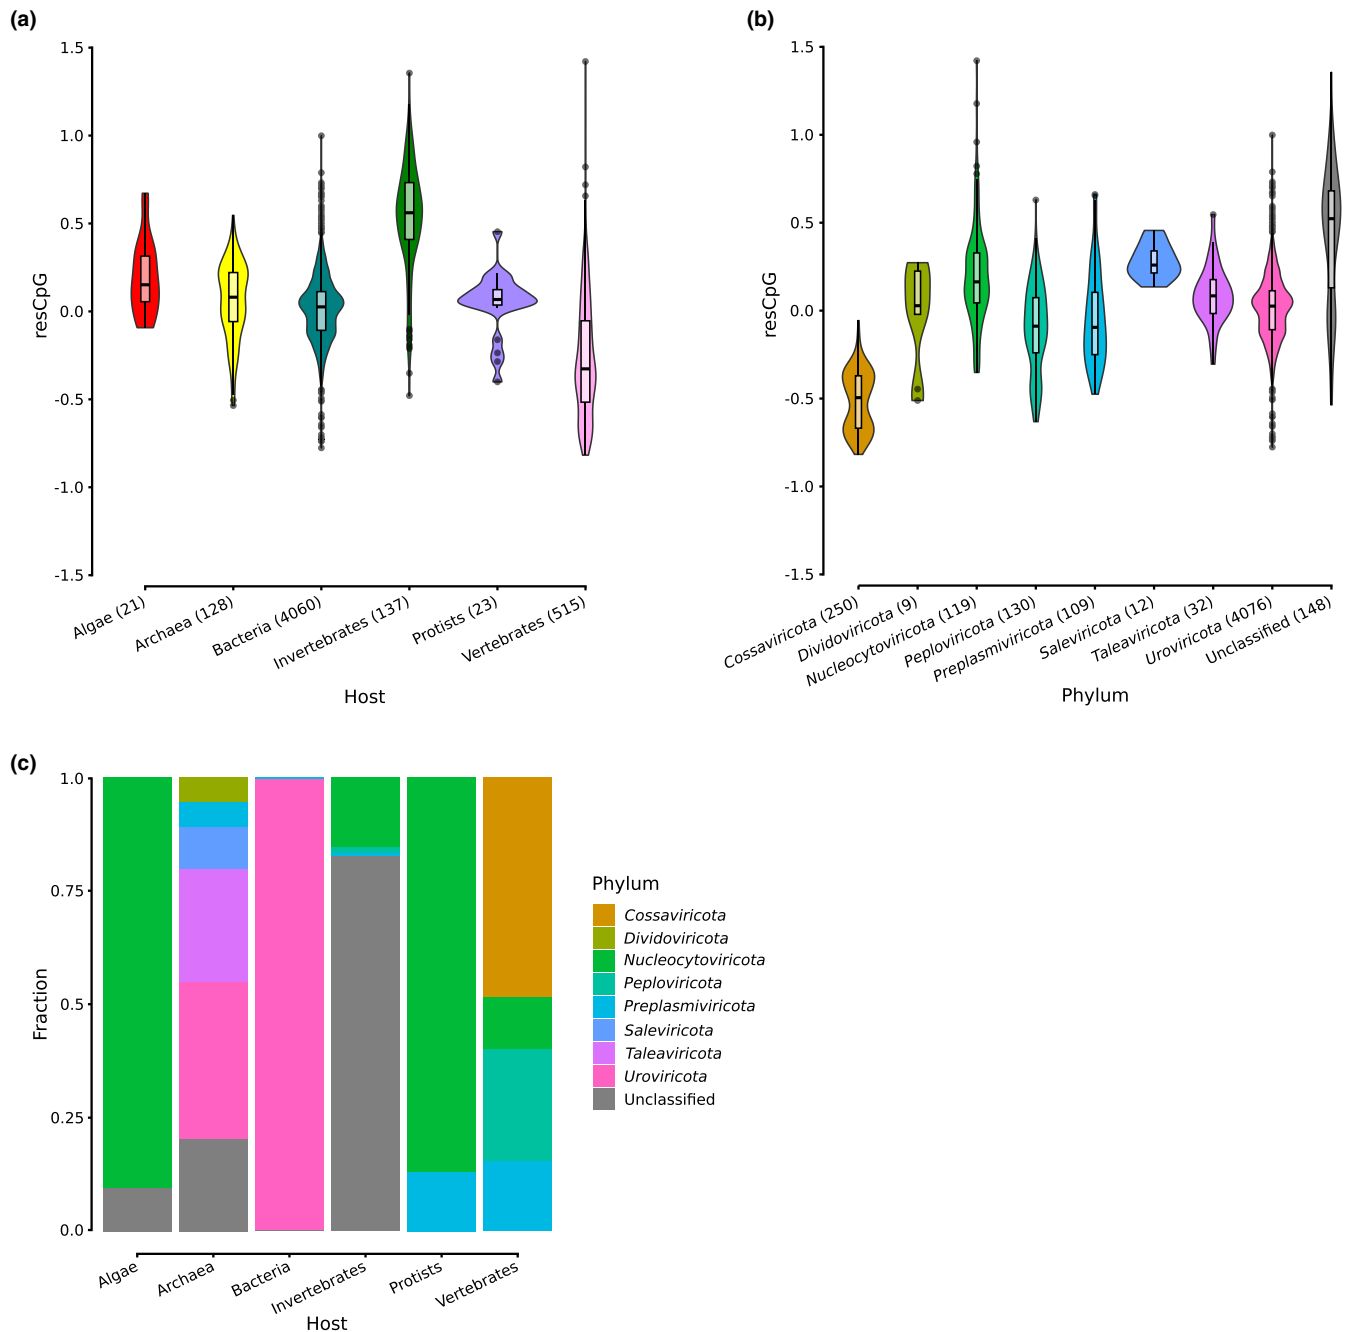 (a)
1.5
1.0
0.5
0.0
-0.5
-1.0
-1.5
resCpG
Algae (21)
Archaea (128)
Bacteria (4060)
Invertebrates (137)
Protists (23)
Vertebrates (515)
Host
(b)
1.5
1.0
0.5
0.0
-0.5
-1.0
-1.5
resCpG
Cossaviricota (250)
Dividoviricota (9)
Nucleocytoviricota (119)
Peploviricota (130)
Preplasmiviricota (109)
Saleviricota (12)
Taleaviricota (32)
Uroviricota (4076)
Unclassified (148)
Phylum
(c)
1.0
0.75
0.5
0.25
0.0
Fraction
Algae
Archaea
Bacteria
Invertebrates
Protists
Vertebrates
Host
Phylum
Cossaviricota
Dividoviricota
Nucleocytoviricota
Peploviricota
Preplasmiviricota
Saleviricota
Taleaviricota
Uroviricota
Unclassified